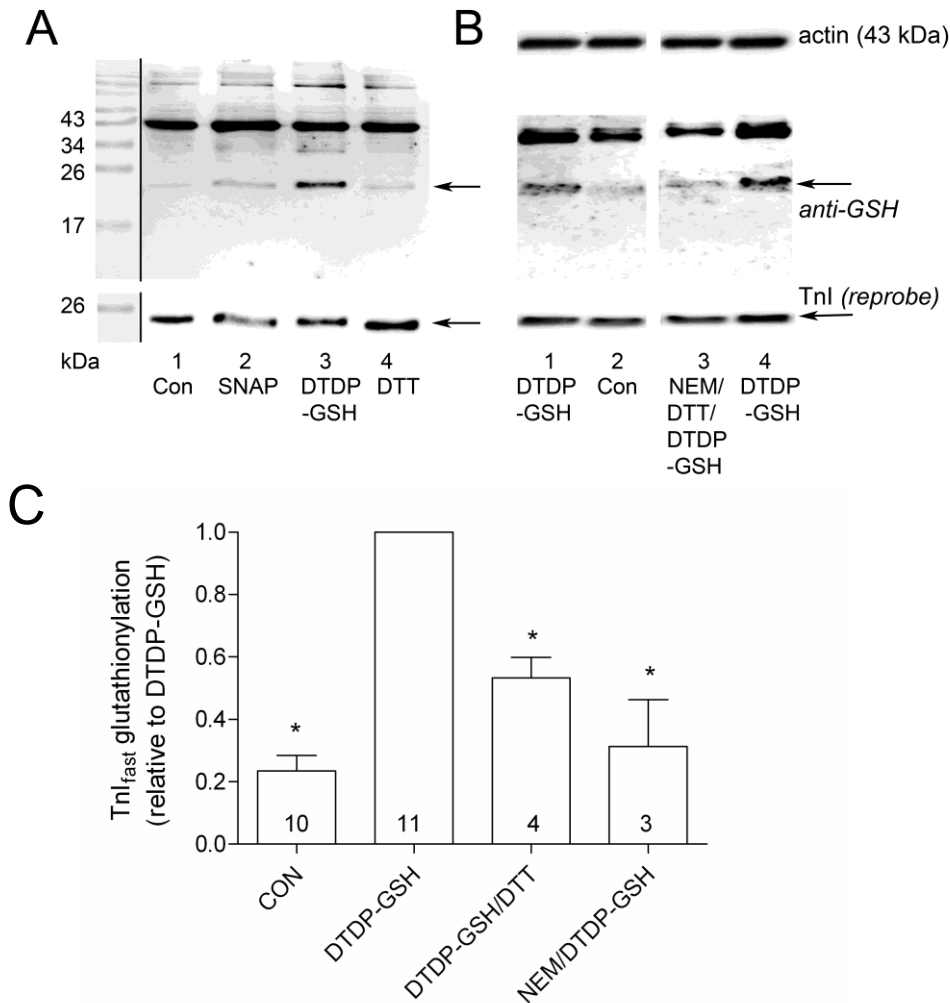 A
43
34
26
17
26
kDa
1 2 3 4
Con SNAP DTDP DTT
-GSH
B
actin (43 kDa)
anti-GSH
TnI (reprobe)
1 2 3 4
DTDP Con NEM/ DTDP
-GSH DTT/ -GSH
DTDP
-GSH
C
TnIfast glutathionylation
(relative to DTDP-GSH)
1.0
0.8
0.6
0.4
0.2
0.0
* * *
10 11 4 3
CON
DTDP-GSH
DTDP-GSH/DTT
NEM/DTDP-GSH